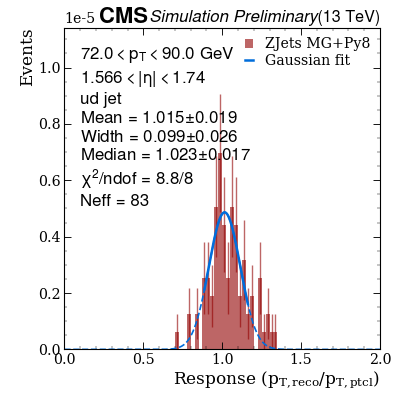 1e-5 CMS Simulation Preliminary (13 TeV)
Events
72.0 < p_T < 90.0 GeV
1.566 < |η| < 1.74
ud jet
Mean = 1.015±0.019
Width = 0.099±0.026
Median = 1.023±0.017
χ²/ndof = 8.8/8
Neff = 83
ZJets MG+Py8
Gaussian fit
1.0
0.8
0.6
0.4
0.2
0.0
0.0 0.5 1.0 1.5 2.0
Response (p_T,reco/p_T,ptcl)